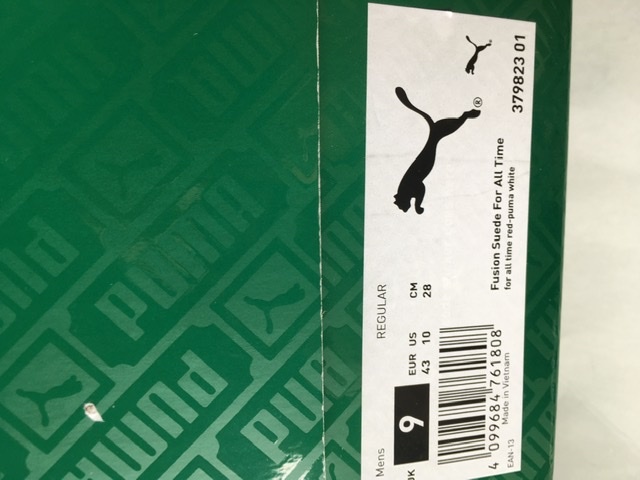 Mens REGULAR
UK 9
EUR US CM
43 10 28
4 099684 761808
EAN-13 Made in Vietnam
Fusion Suede For All Time
for all time red-puma white
379823 01
®
PUMA
PUMA
PUMA
PUMA